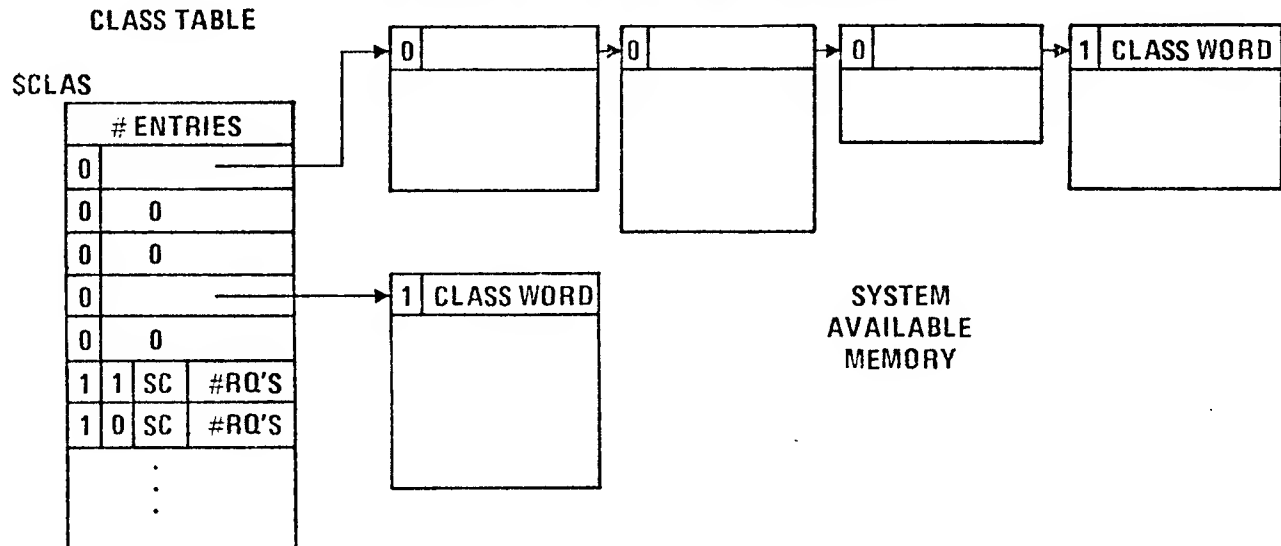 CLASS TABLE
$CLAS
# ENTRIES
0
0 0
0 0
0
0 0
1 1 SC #RQ'S
1 0 SC #RQ'S
0
0
0
1 CLASS WORD
1 CLASS WORD
SYSTEM
AVAILABLE
MEMORY